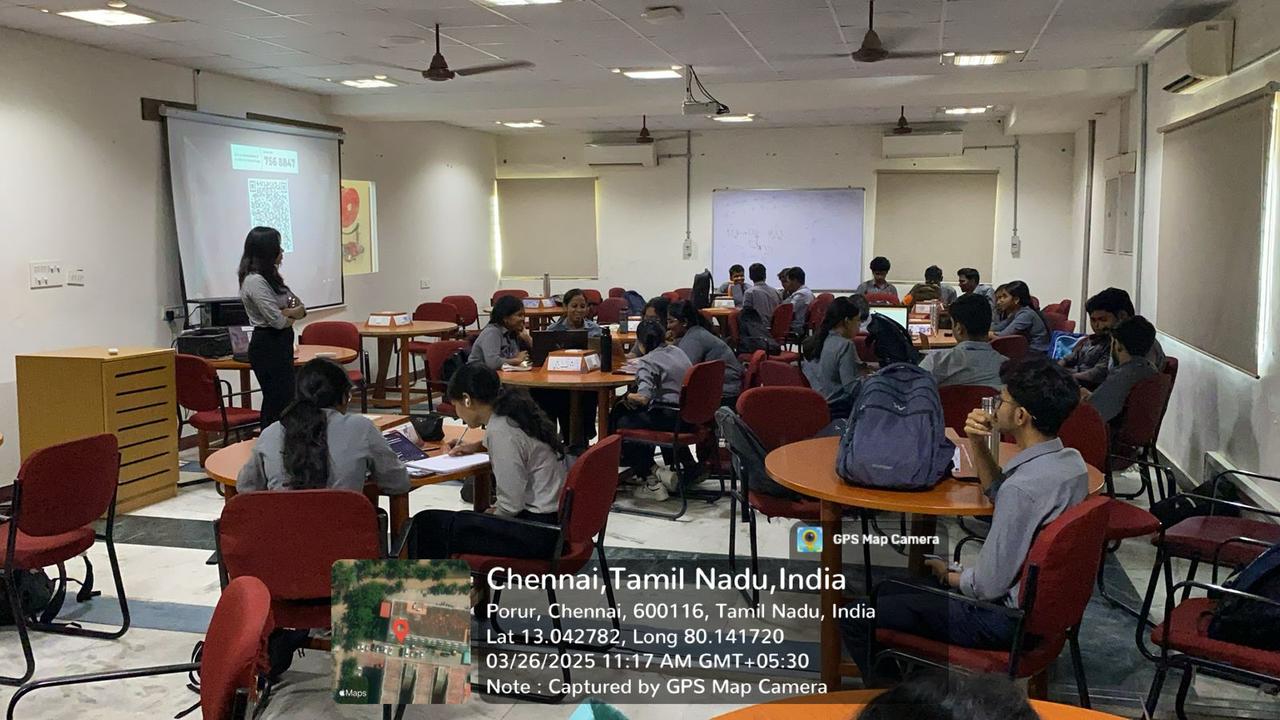 756 8847
GPS Map Camera
Chennai,Tamil Nadu,India
Porur, Chennai, 600116, Tamil Nadu, India
Lat 13.042782, Long 80.141720
03/26/2025 11:17 AM GMT+05:30
Note : Captured by GPS Map Camera
Maps